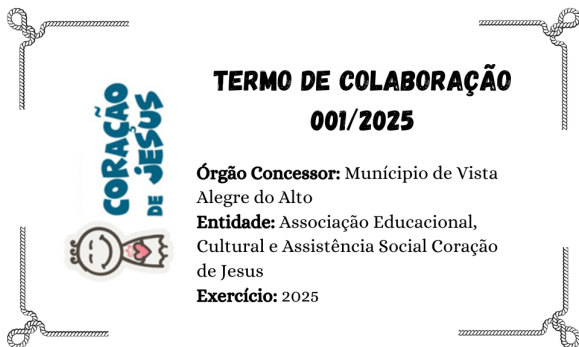 TERMO DE COLABORAÇÃO
001/2025
CORAÇÃO
DE JESUS
Órgão Concessor: Munícipio de Vista
Alegre do Alto
Entidade: Associação Educacional,
Cultural e Assistência Social Coração
de Jesus
Exercício: 2025